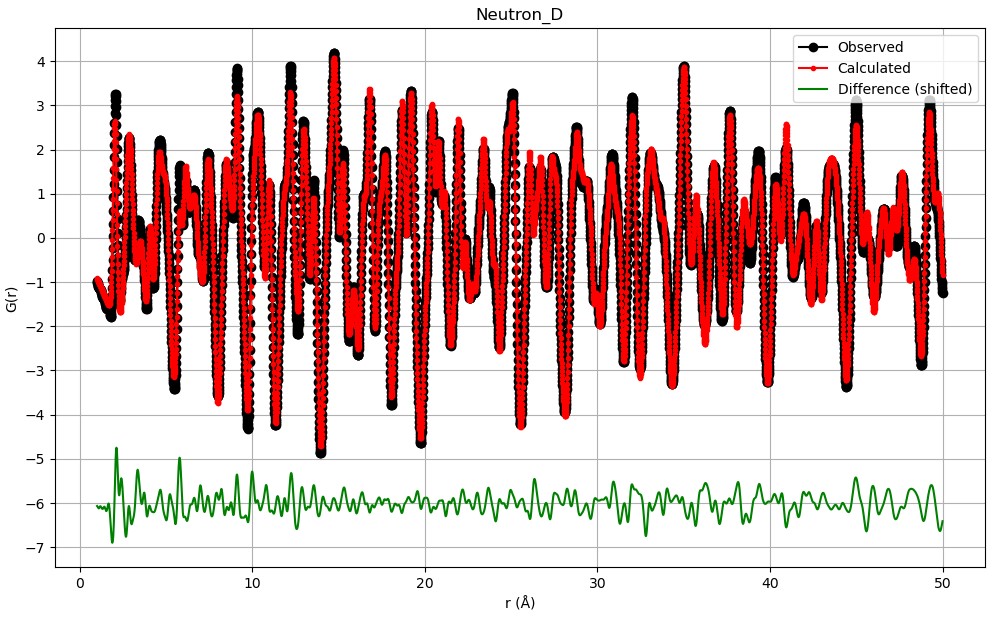 Neutron_D
Observed
Calculated
Difference (shifted)
G(r)
4
3
2
1
0
−1
−2
−3
−4
−5
−6
−7
0 10 20 30 40 50
r (Å)